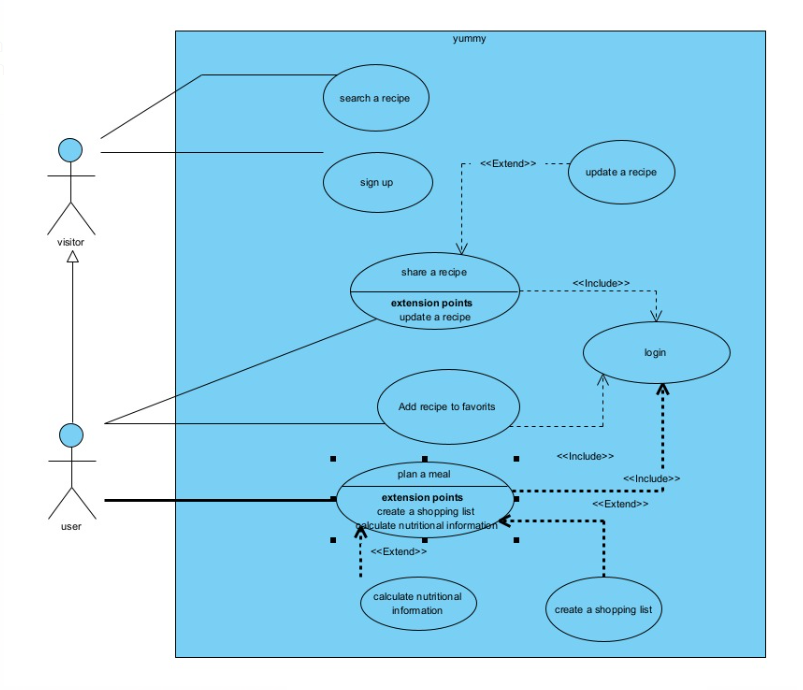 yummy
search a recipe
<<Extend>>
update a recipe
sign up
visitor
share a recipe
extension points
update a recipe
<<Include>>
login
Add recipe to favorits
<<Include>>
plan a meal
<<Include>>
extension points
create a shopping list
calculate nutritional information
<<Extend>>
user
<<Extend>>
calculate nutritional
information
create a shopping list